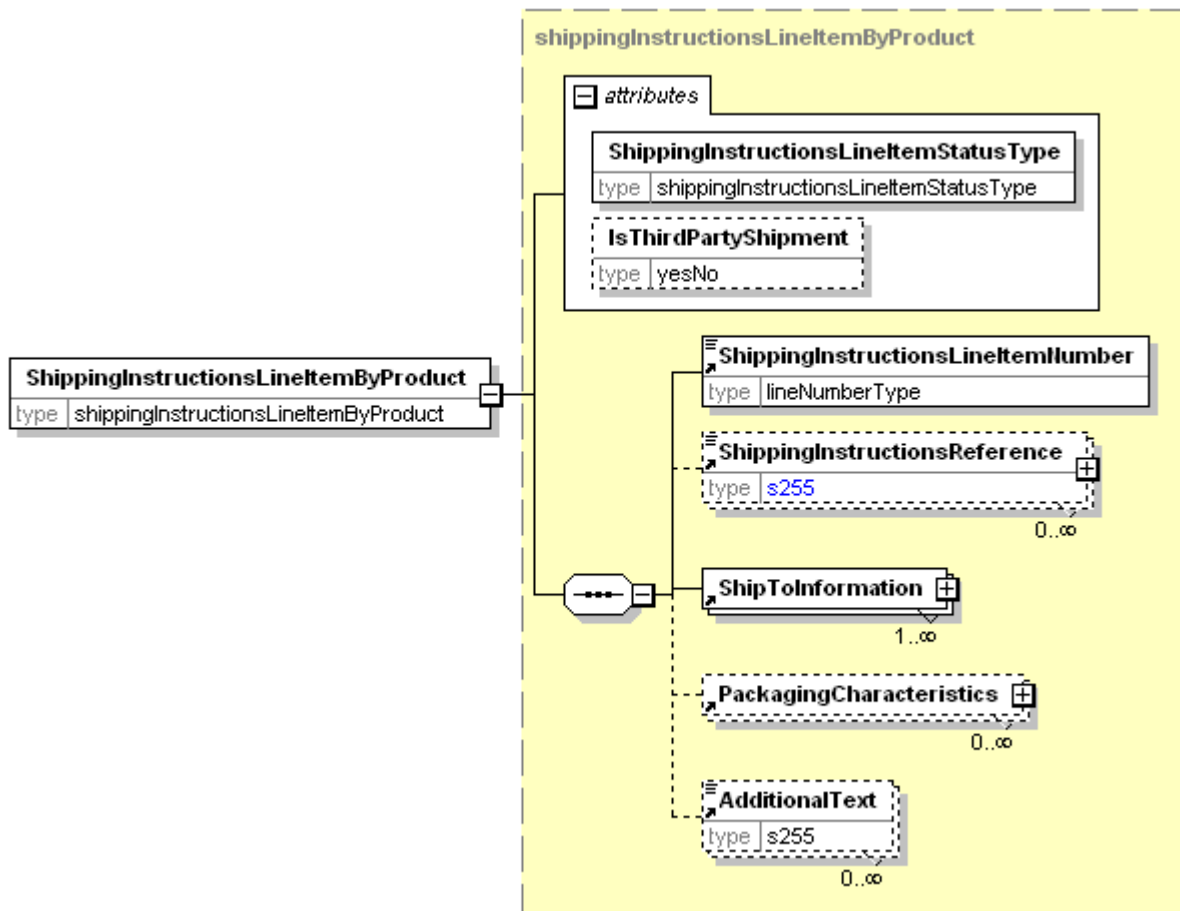 shippingInstructionsLineItemByProduct
attributes
ShippingInstructionsLineItemStatusType
type shippingInstructionsLineItemStatusType
IsThirdPartyShipment
type yesNo
ShippingInstructionsLineItemByProduct
type shippingInstructionsLineItemByProduct
ShippingInstructionsLineItemNumber
type lineNumberType
ShippingInstructionsReference
type s255
0..∞
ShipToInformation
1..∞
PackagingCharacteristics
0..∞
AdditionalText
type s255
0..∞